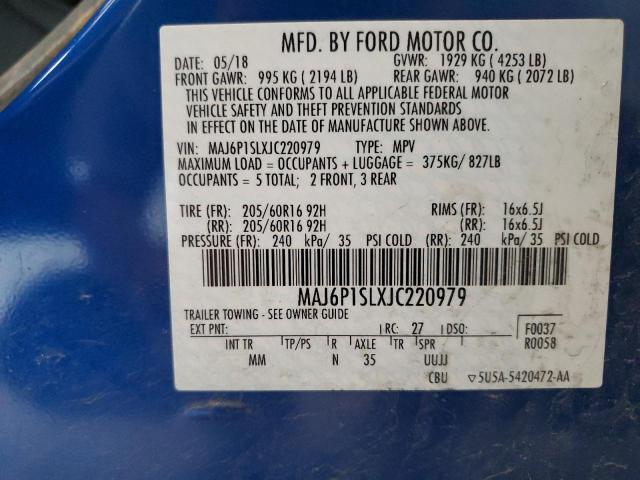 MFD. BY FORD MOTOR CO.
DATE: 05/18 GVWR: 1929 KG ( 4253 LB)
FRONT GAWR: 995 KG ( 2194 LB) REAR GAWR: 940 KG ( 2072 LB)
THIS VEHICLE CONFORMS TO ALL APPLICABLE FEDERAL MOTOR
VEHICLE SAFETY AND THEFT PREVENTION STANDARDS
IN EFFECT ON THE DATE OF MANUFACTURE SHOWN ABOVE.
VIN: MAJ6P1SLXJC220979 TYPE: MPV
MAXIMUM LOAD = OCCUPANTS + LUGGAGE = 375KG/ 827LB
OCCUPANTS = 5 TOTAL; 2 FRONT, 3 REAR
TIRE (FR): 205/60R16 92H RIMS (FR): 16x6.5J
(RR): 205/60R16 92H (RR): 16x6.5J
PRESSURE (FR): 240 kPa/ 35 PSI COLD (RR): 240 kPa/ 35 PSI COLD
MAJ6P1SLXJC220979
TRAILER TOWING - SEE OWNER GUIDE
EXT PNT: RC: 27 DSO: F0037
INT TR TP/PS R AXLE TR SPR R0058
MM N 35 UUJJ
CBU ▽5U5A-5420472-AA